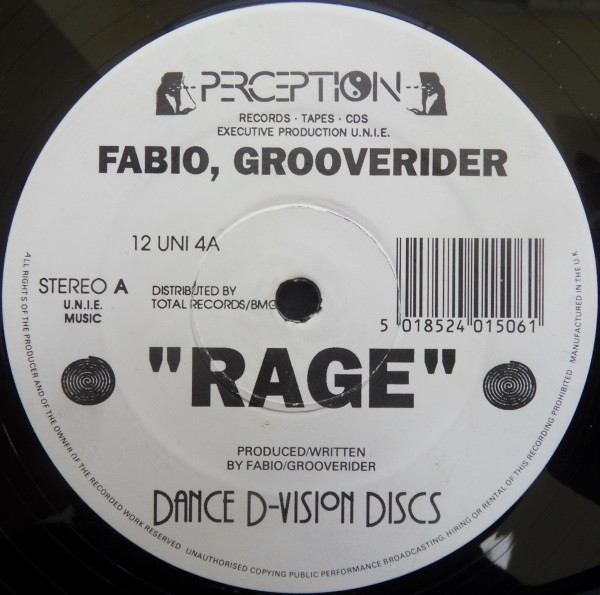 PERCEPTION
RECORDS · TAPES · CDS
EXECUTIVE PRODUCTION U.N.I.E.
FABIO, GROOVERIDER
12 UNI 4A
STEREO A
U.N.I.E.
MUSIC
DISTRIBUTED BY
TOTAL RECORDS/BMG
5 018524 015061
"RAGE"
PRODUCED/WRITTEN
BY FABIO/GROOVERIDER
DANCE D-VISION DISCS
ALL RIGHTS OF THE PRODUCER AND OF THE OWNER OF THE RECORDED WORK RESERVED UNAUTHORISED COPYING PUBLIC PERFORMANCE BROADCASTING, HIRING OR RENTAL OF THIS RECORDING PROHIBITED · MANUFACTURED IN THE U.K.